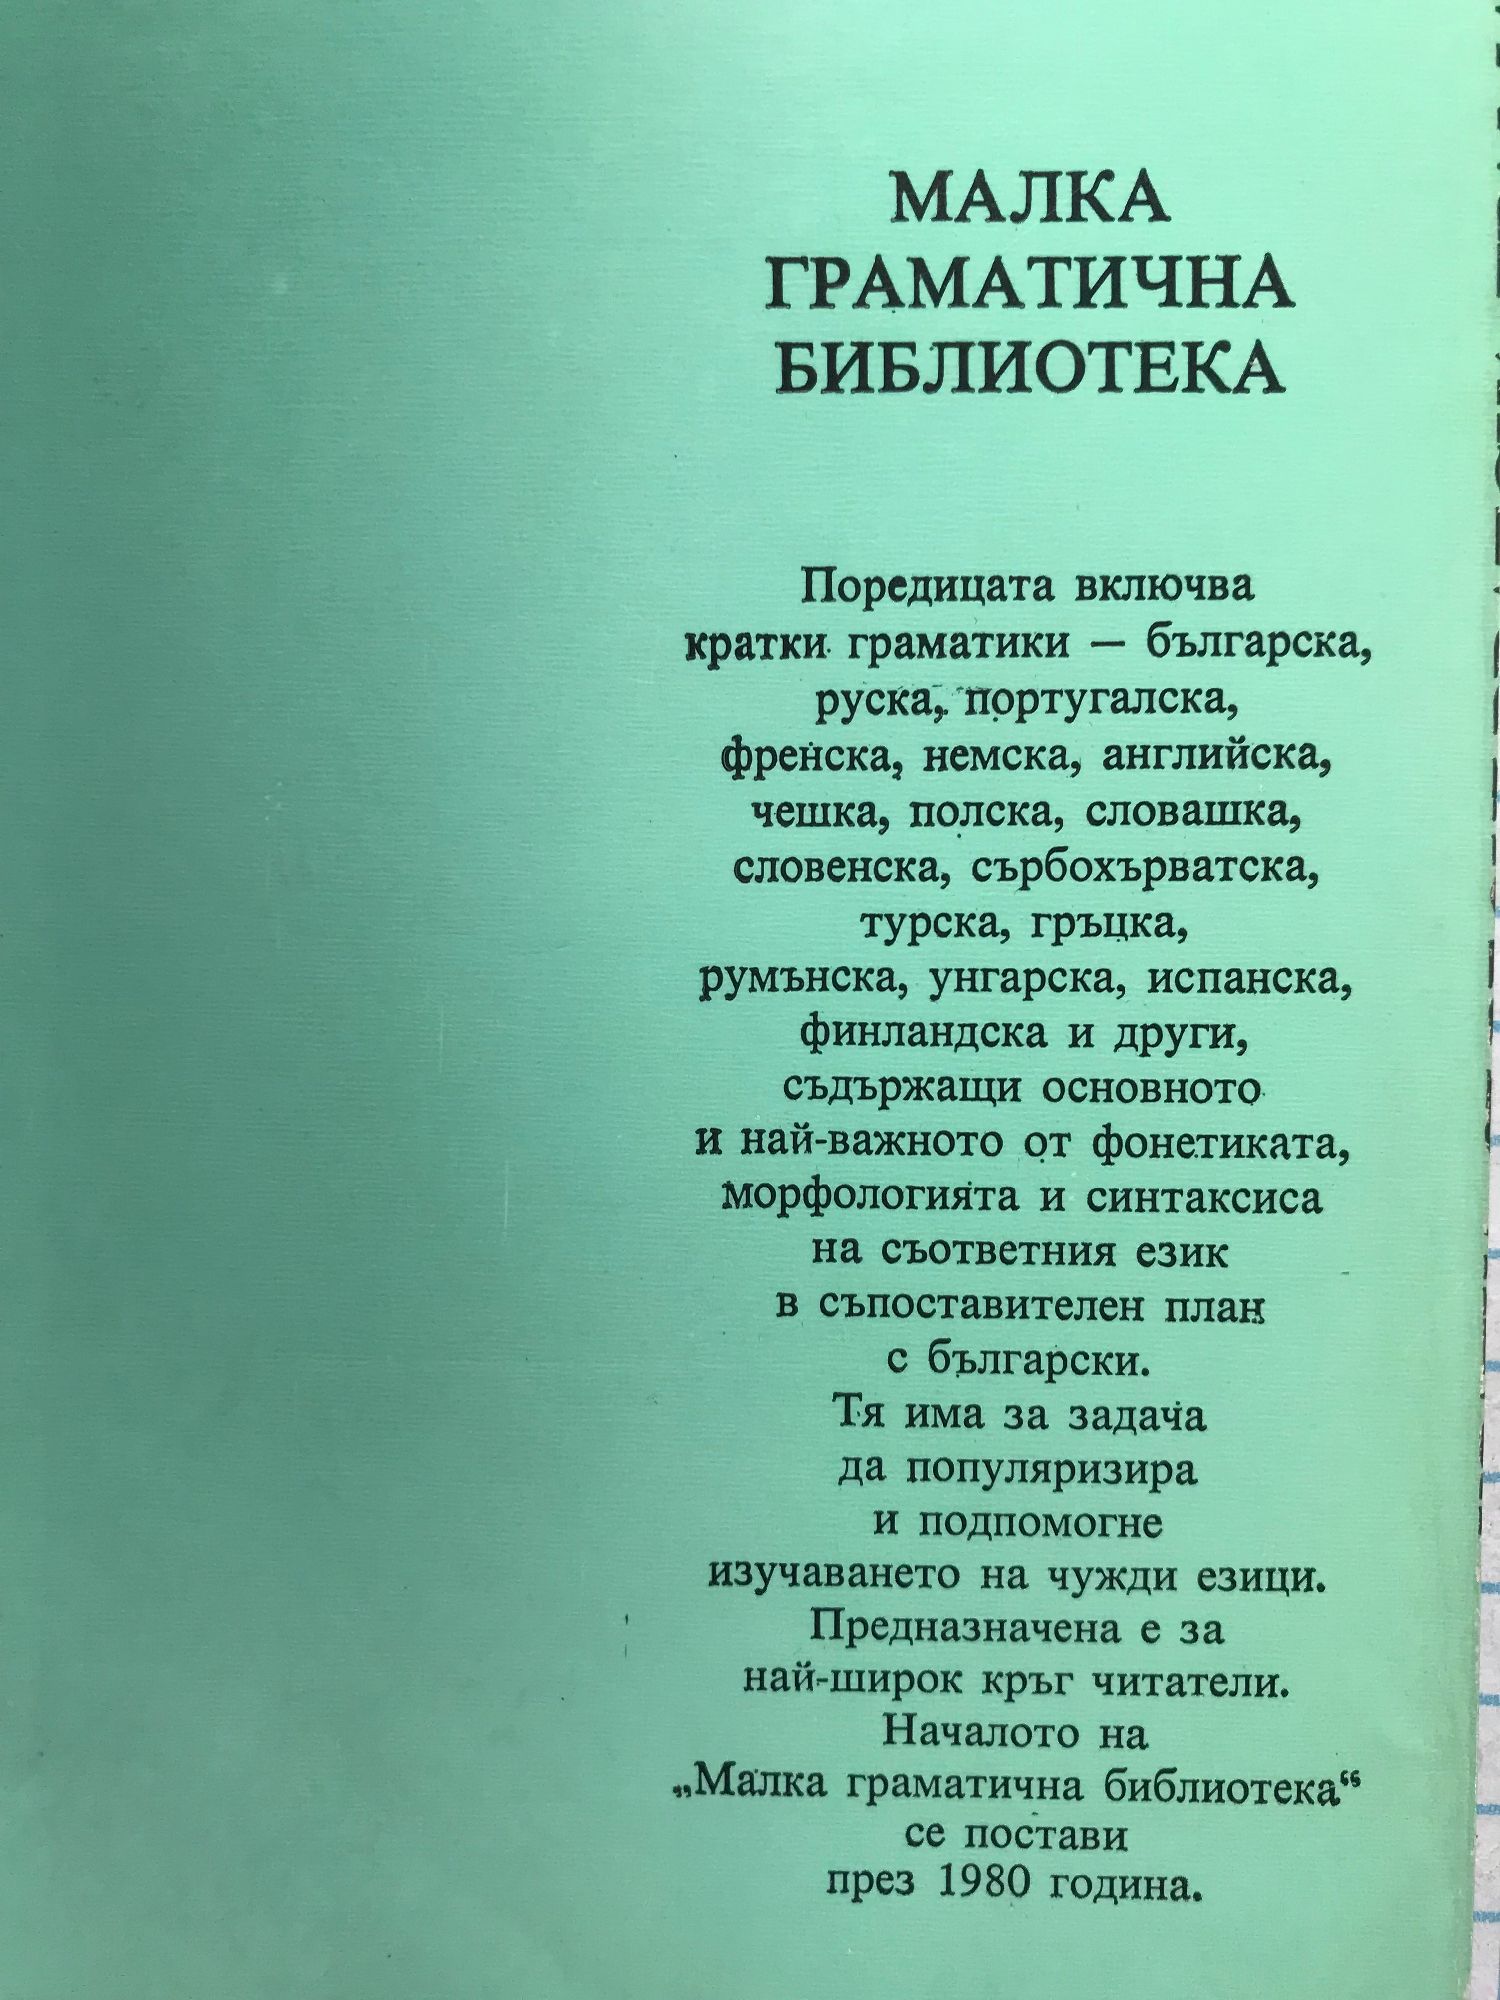 МАЛКА
ГРАМАТИЧНА
БИБЛИОТЕКА
Поредицата включва
кратки граматики — българска,
руска, португалска,
френска, немска, английска,
чешка, полска, словашка,
словенска, сърбохърватска,
турска, гръцка,
румънска, унгарска, испанска,
финландска и други,
съдържащи основното
и най-важното от фонетиката,
морфологията и синтаксиса
на съответния език
в съпоставителен план
с български.
Тя има за задача
да популяризира
и подпомогне
изучаването на чужди езици.
Предназначена е за
най-широк кръг читатели.
Началото на
„Малка граматична библиотека“
се постави
през 1980 година.